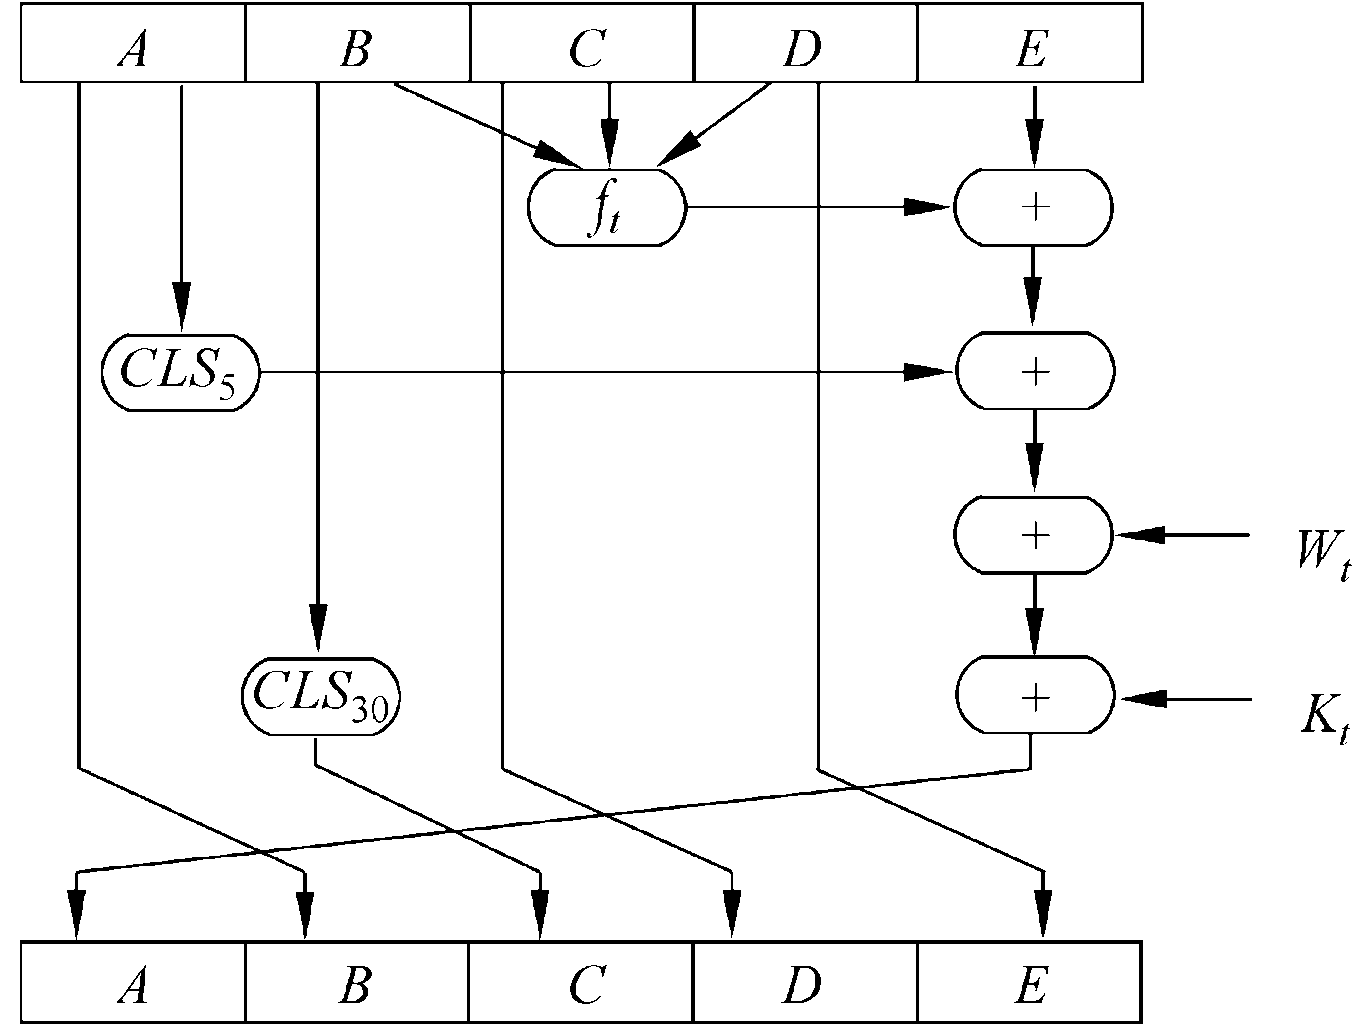 A B C D E
f_t +
CLS_5 +
+ W_t
CLS_30 + K_t
A B C D E